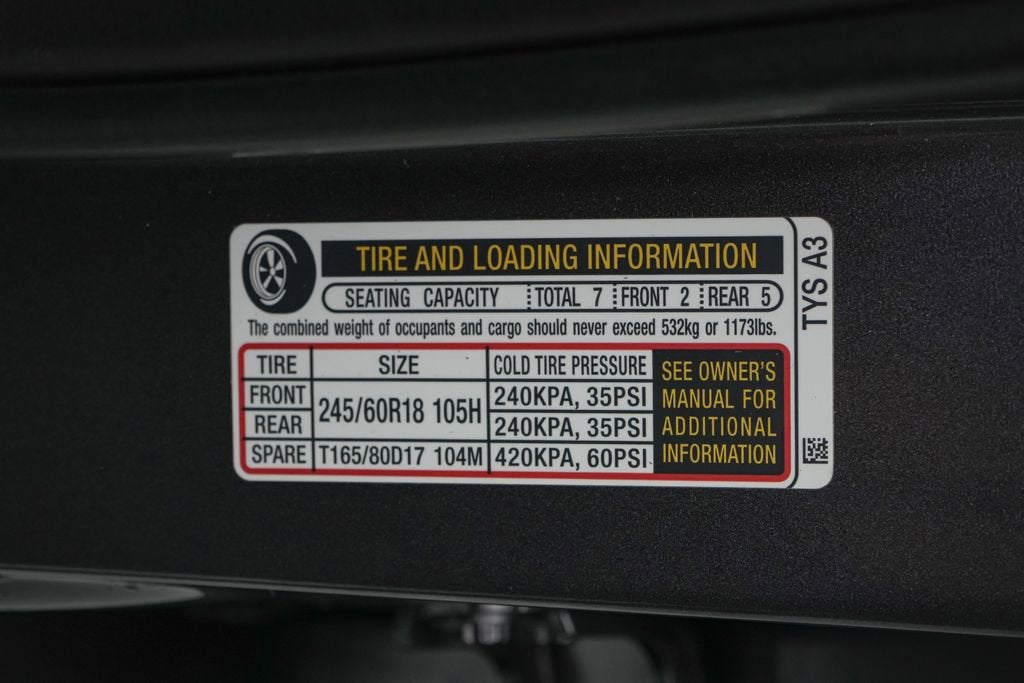 TIRE AND LOADING INFORMATION
SEATING CAPACITY TOTAL 7 FRONT 2 REAR 5
The combined weight of occupants and cargo should never exceed 532kg or 1173lbs.
TIRE SIZE COLD TIRE PRESSURE
FRONT 245/60R18 105H 240KPA, 35PSI
REAR 240KPA, 35PSI
SPARE T165/80D17 104M 420KPA, 60PSI
SEE OWNER'S
MANUAL FOR
ADDITIONAL
INFORMATION
TYS A3